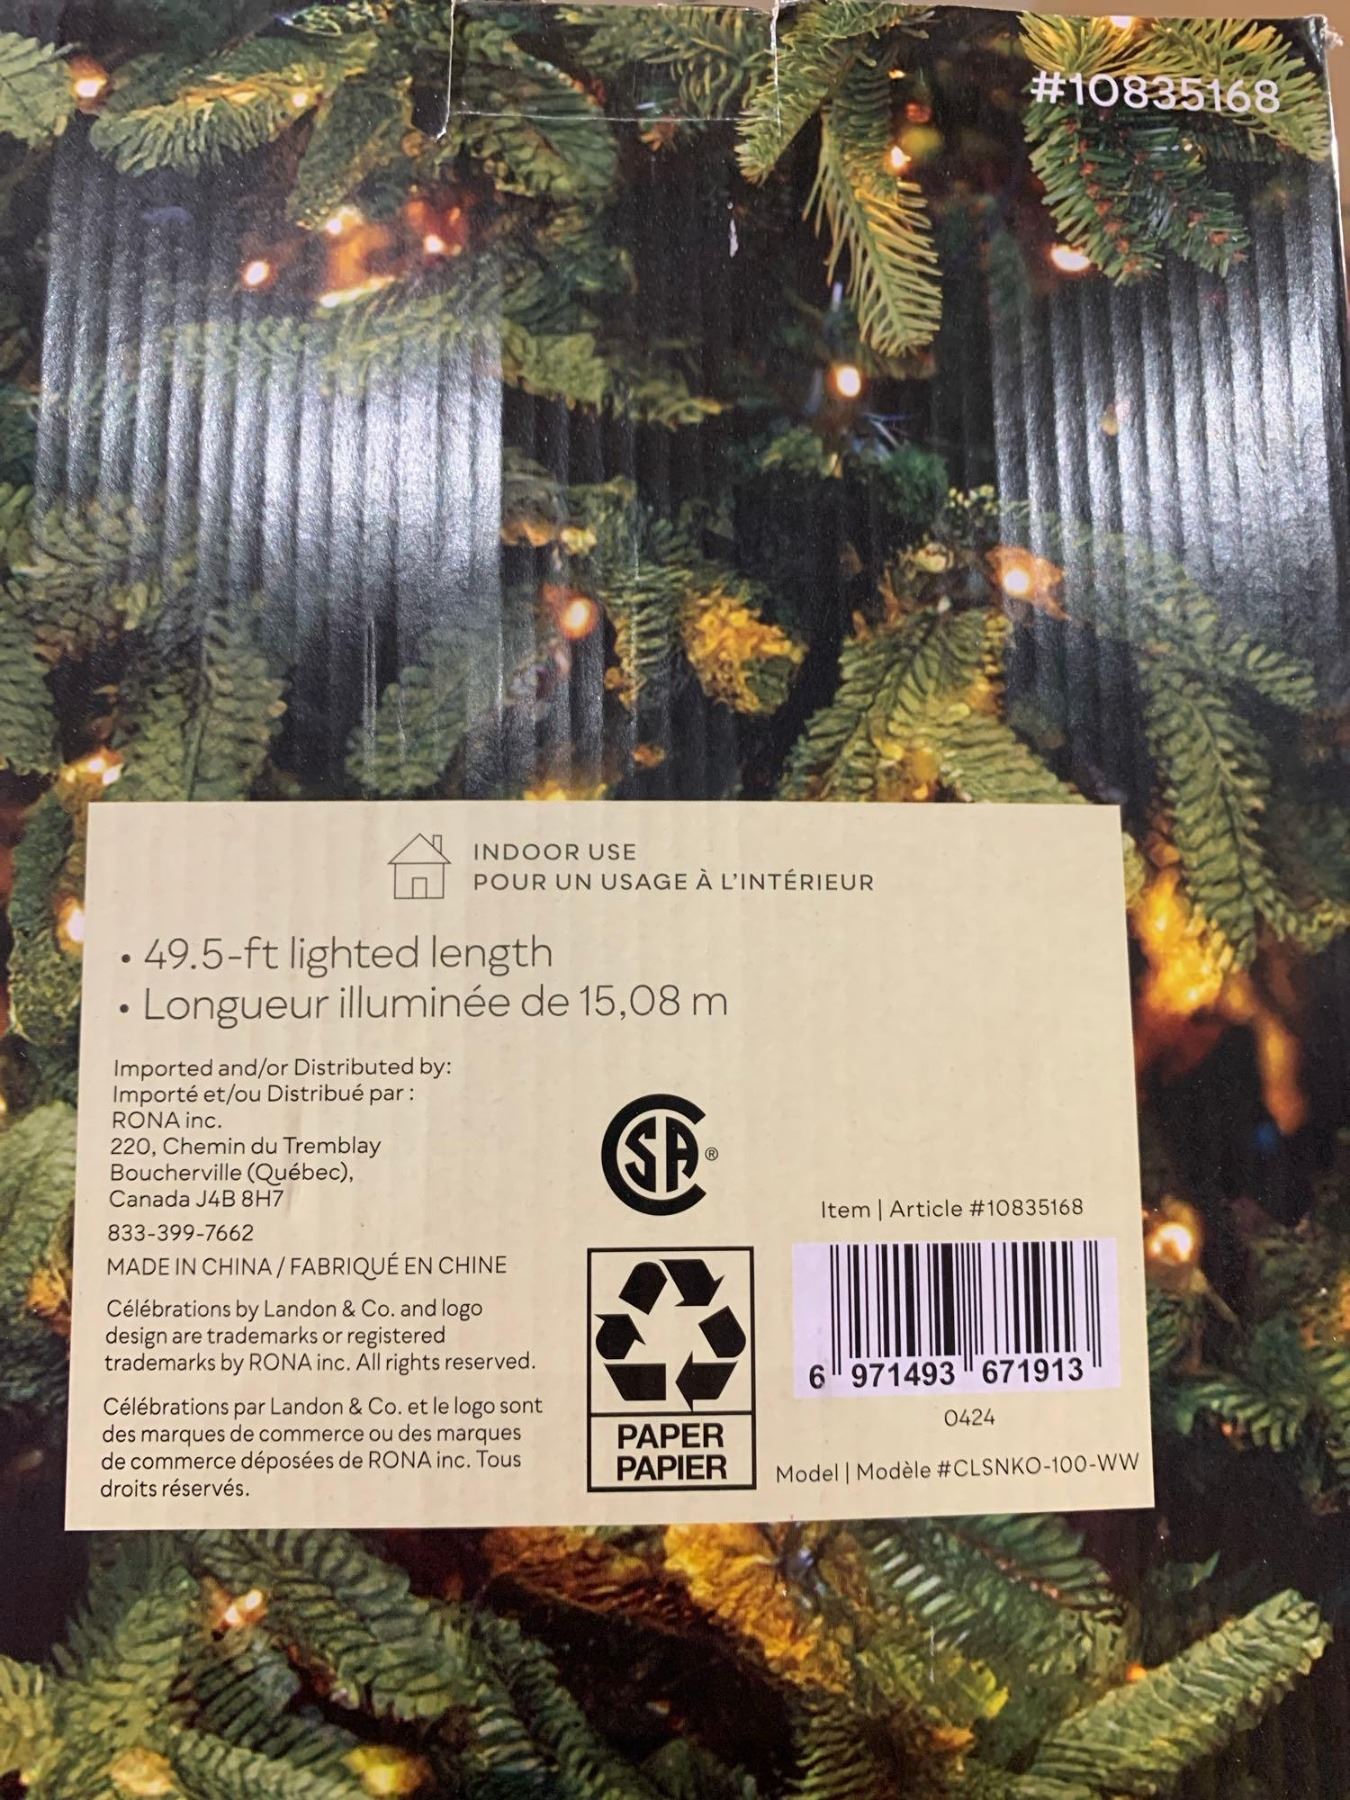 #10835168
INDOOR USE
POUR UN USAGE À L'INTÉRIEUR
• 49.5-ft lighted length
• Longueur illuminée de 15,08 m
Imported and/or Distributed by:
Importé et/ou Distribué par :
RONA inc.
220, Chemin du Tremblay
Boucherville (Québec),
Canada J4B 8H7
833-399-7662
MADE IN CHINA / FABRIQUÉ EN CHINE
Célébrations by Landon & Co. and logo
design are trademarks or registered
trademarks by RONA inc. All rights reserved.
Célébrations par Landon & Co. et le logo sont
des marques de commerce ou des marques
de commerce déposées de RONA inc. Tous
droits réservés.
CSA®
PAPER
PAPIER
Item | Article #10835168
6 971493 671913
0424
Model | Modèle #CLSNKO-100-WW